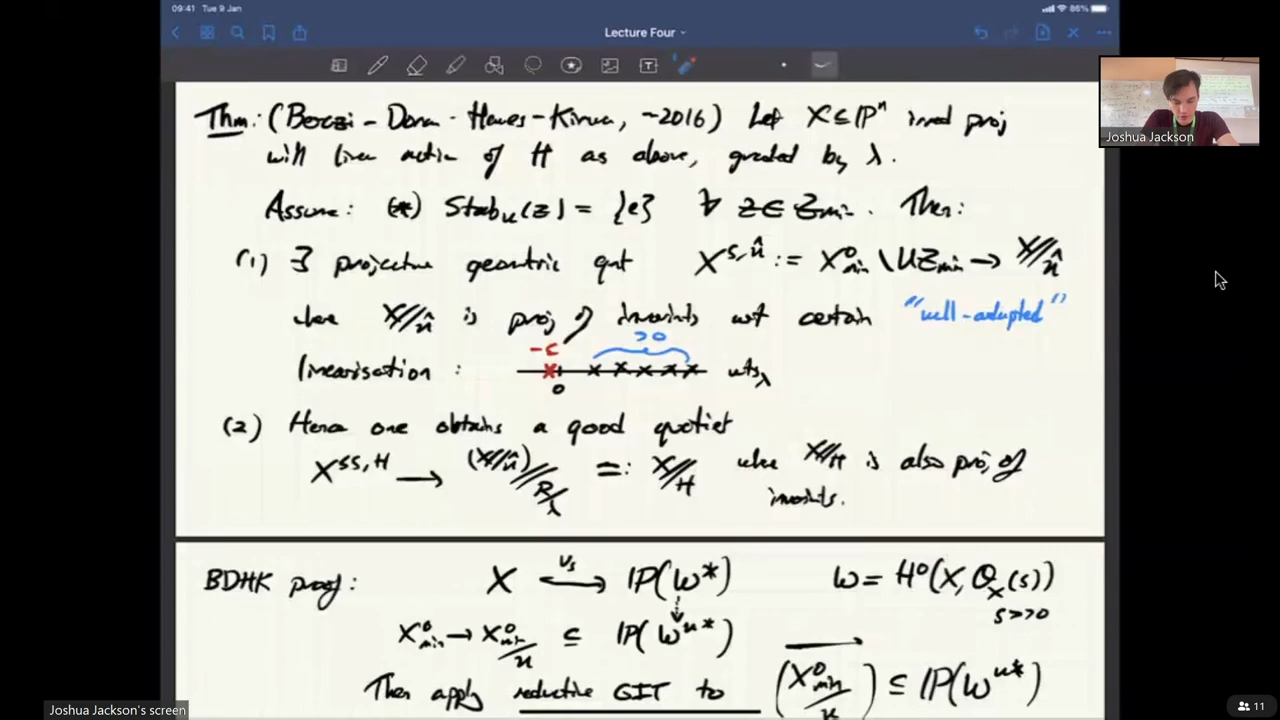 09:41 Tue 9 Jan
86%
Lecture Four
Thm: (Berczi - Doran - Hawes - Kirwan, ~2016) Let X ⊆ ℙⁿ irred proj
with linear action of H as above, graded by λ.
Assume: (*) Stab_U(z) = {e} ∀ z ∈ Z_min. Then:
(1) ∃ projective geometric quot X^{s,Û} := X⁰_min \ UZ_min → X//Û
where X//Û is proj of invariants wrt certain "well-adapted"
-ε >0
linearisation : 0 wts_λ
(2) Hence one obtains a good quotient
X^{ss,H} → (X//Û)//R/λ =: X//H where X//H is also proj of
invariants.
BDHK proof: X ↪ ℙ(W*) W = H⁰(X, O_X(s))
s>>0
X⁰_min → X⁰_min/U ⊆ ℙ(W^{U*})
Then apply reductive GIT to (X⁰_min/U) ⊆ ℙ(W^{U*})
Joshua Jackson
Joshua Jackson's screen
11